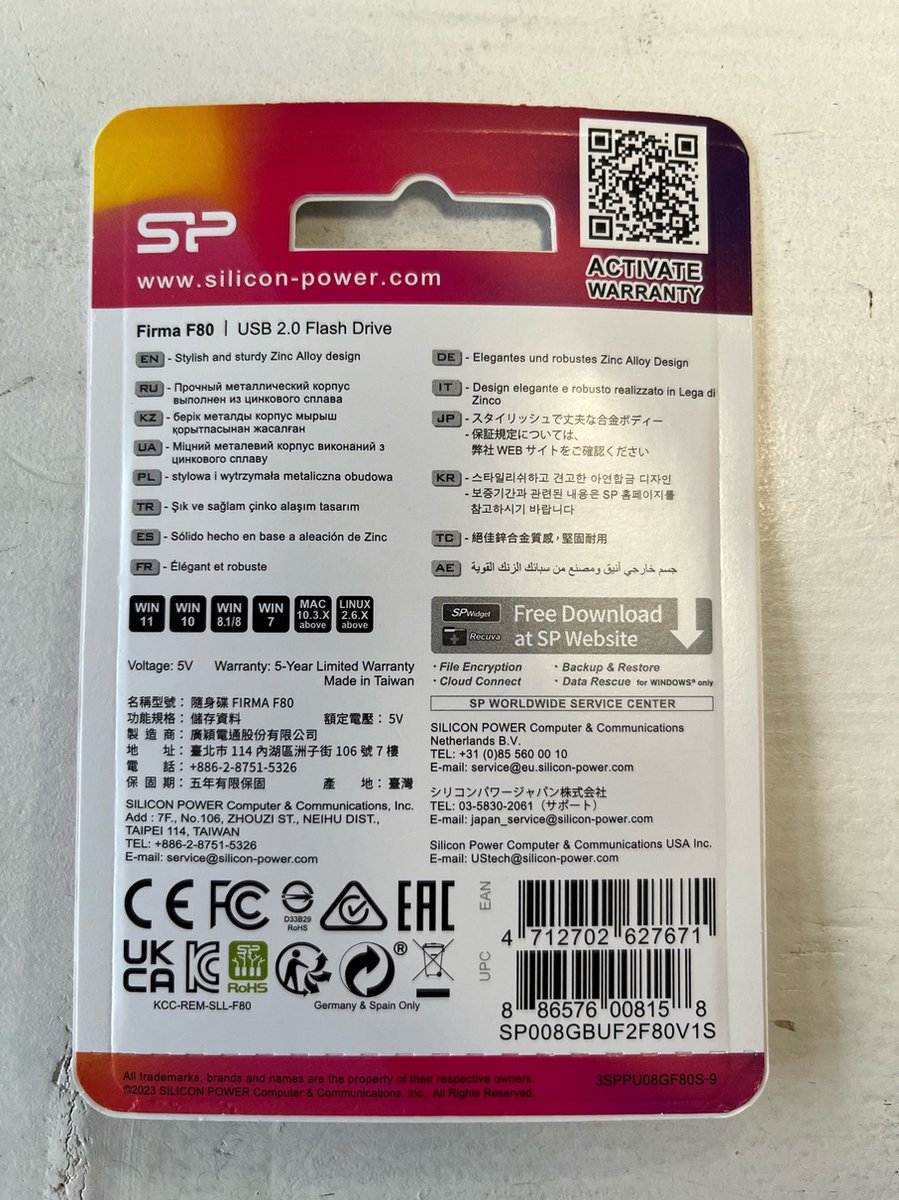 SP
www.silicon-power.com
ACTIVATE
WARRANTY
Firma F80 | USB 2.0 Flash Drive
EN - Stylish and sturdy Zinc Alloy design
RU - Прочный металлический корпус
выполнен из цинкового сплава
KZ - берік металды корпус мырыш
қорытпасынан жасалған
UA - Міцний металевий корпус виконаний з
цинкового сплаву
PL - stylowa i wytrzymała metaliczna obudowa
TR - Şık ve sağlam çinko alaşım tasarım
ES - Sólido hecho en base a aleación de Zinc
FR - Élégant et robuste
DE - Elegantes und robustes Zinc Alloy Design
IT - Design elegante e robusto realizzato in Lega di
Zinco
JP - スタイリッシュで丈夫な合金ボディー
- 保証規定については、
弊社 WEB サイトをご確認ください
KR - 스타일리쉬하고 견고한 아연합금 디자인
- 보증기간과 관련된 내용은 SP 홈페이지를
참고하시기 바랍니다
TC - 絕佳鋅合金質感，堅固耐用
AE - جسم خارجي أنيق ومصنع من سبائك الزنك القوية
WIN 11
WIN 10
WIN 8.1/8
WIN 7
MAC 10.3.X above
LINUX 2.6.X above
SPWidget
Recuva
Free Download
at SP Website
・File Encryption ・Backup & Restore
・Cloud Connect ・Data Rescue for WINDOWS® only
Voltage: 5V Warranty: 5-Year Limited Warranty
Made in Taiwan
名稱型號： 隨身碟 FIRMA F80
功能規格： 儲存資料 額定電壓： 5V
製 造 商： 廣穎電通股份有限公司
地 址： 臺北市 114 內湖區洲子街 106 號 7 樓
電 話： +886-2-8751-5326
保 固 期： 五年有限保固 產 地： 臺灣
SILICON POWER Computer & Communications, Inc.
Add : 7F., No.106, ZHOUZI ST., NEIHU DIST.,
TAIPEI 114, TAIWAN
TEL: +886-2-8751-5326
E-mail: service@silicon-power.com
SP WORLDWIDE SERVICE CENTER
SILICON POWER Computer & Communications
Netherlands B.V.
TEL: +31 (0)85 560 00 10
E-mail: service@eu.silicon-power.com
シリコンパワージャパン株式会社
TEL: 03-5830-2061（サポート）
E-mail: japan_service@silicon-power.com
Silicon Power Computer & Communications USA Inc.
E-mail: UStech@silicon-power.com
CE FC D33B29 RoHS EAC
UK CA KC SP RoHS ®
KCC-REM-SLL-F80 Germany & Spain Only
EAN
4 712702 627671
UPC
8 86576 00815 8
SP008GBUF2F80V1S
All trademarks, brands and names are the property of their respective owners.
©2023 SILICON POWER Computer & Communications, Inc., All Rights Reserved.
3SPPU08GF80S-9